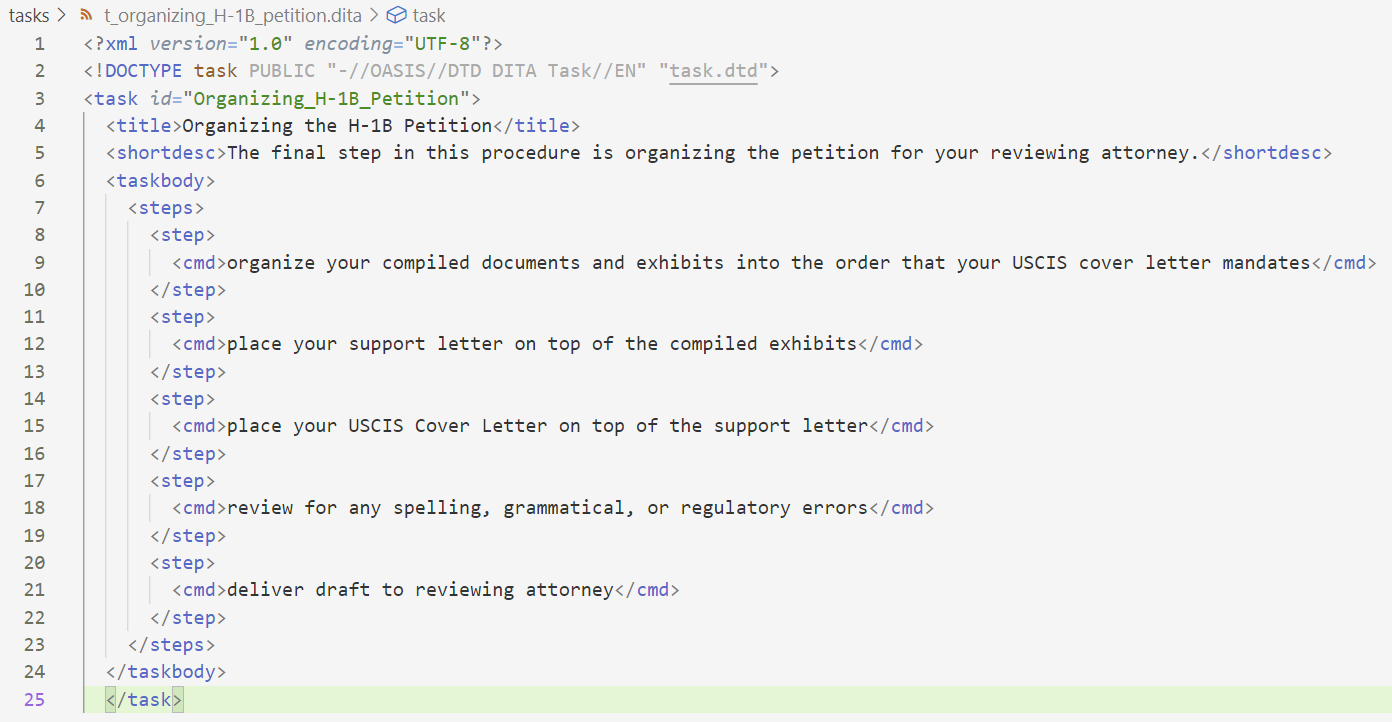 tasks > t_organizing_H-1B_petition.dita > task
1 <?xml version="1.0" encoding="UTF-8"?>
2 <!DOCTYPE task PUBLIC "-//OASIS//DTD DITA Task//EN" "task.dtd">
3 <task id="Organizing_H-1B_Petition">
4 <title>Organizing the H-1B Petition</title>
5 <shortdesc>The final step in this procedure is organizing the petition for your reviewing attorney.</shortdesc>
6 <taskbody>
7 <steps>
8 <step>
9 <cmd>organize your compiled documents and exhibits into the order that your USCIS cover letter mandates</cmd>
10 </step>
11 <step>
12 <cmd>place your support letter on top of the compiled exhibits</cmd>
13 </step>
14 <step>
15 <cmd>place your USCIS Cover Letter on top of the support letter</cmd>
16 </step>
17 <step>
18 <cmd>review for any spelling, grammatical, or regulatory errors</cmd>
19 </step>
20 <step>
21 <cmd>deliver draft to reviewing attorney</cmd>
22 </step>
23 </steps>
24 </taskbody>
25 </task>